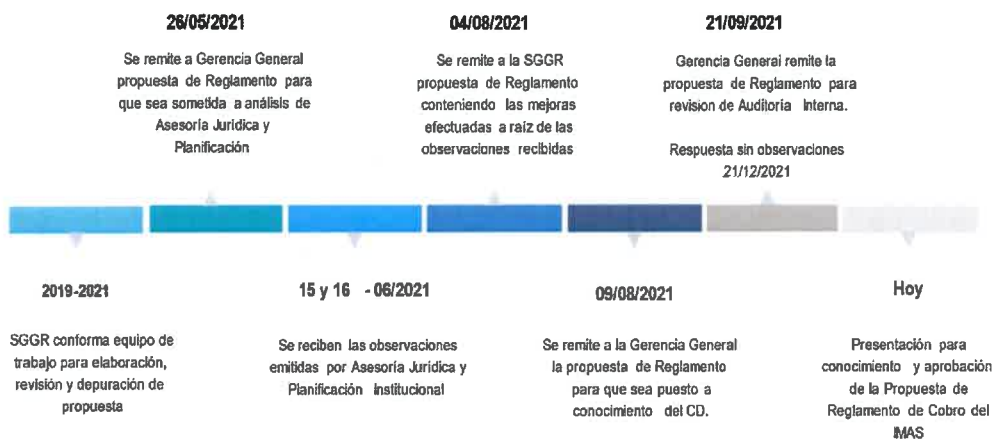 26/05/2021
Se remite a Gerencia General
propuesta de Reglamento para
que sea sometida a análisis de
Asesoría Jurídica y
Planificación
04/08/2021
Se remite a la SGGR
propuesta de Reglamento
conteniendo las mejoras
efectuadas a raíz de las
observaciones recibidas
21/09/2021
Gerencia General remite la
propuesta de Reglamento para
revision de Auditoria Interna.
Respuesta sin observaciones
21/12/2021
2019-2021
SGGR conforma equipo de
trabajo para elaboración,
revisión y depuración de
propuesta
15 y 16 - 06/2021
Se reciben las observaciones
emitidas por Asesoría Jurídica y
Planificación Institucional
09/08/2021
Se remite a la Gerencia General
la propuesta de Reglamento
para que sea puesto a
conocimiento del CD.
Hoy
Presentación para
conocimiento y aprobación
de la Propuesta de
Reglamento de Cobro del
IMAS